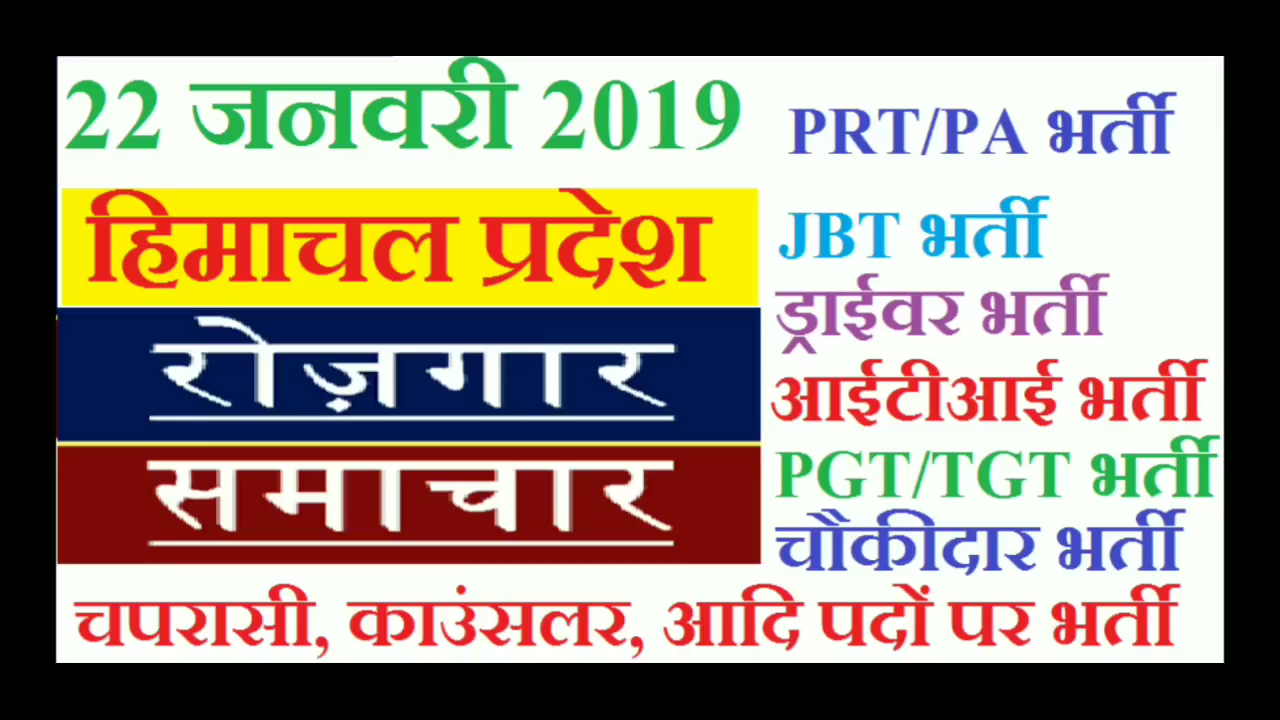 22 जनवरी 2019
हिमाचल प्रदेश
रोज़गार
समाचार
PRT/PA भर्ती
JBT भर्ती
ड्राईवर भर्ती
आईटीआई भर्ती
PGT/TGT भर्ती
चौकीदार भर्ती
चपरासी, काउंसलर, आदि पदों पर भर्ती